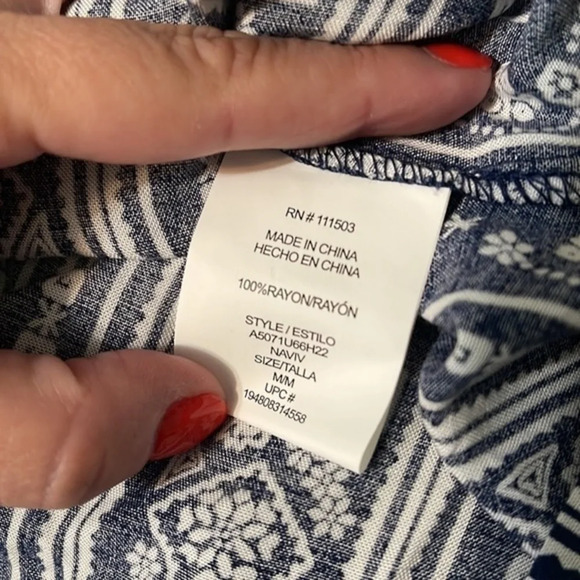 RN # 111503
MADE IN CHINA
HECHO EN CHINA
100%RAYON/RAYÓN
STYLE / ESTILO
A5071U66H22
NAVIV
SIZE/TALLA
M/M
UPC #
194808314558